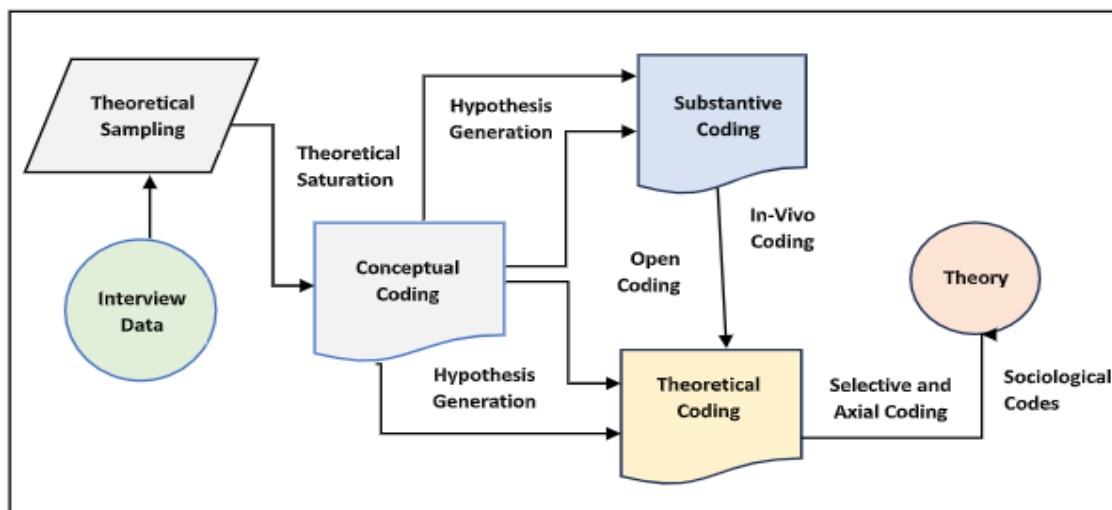 Theoretical
Sampling
Interview
Data
Theoretical
Saturation
Conceptual
Coding
Hypothesis
Generation
Hypothesis
Generation
Substantive
Coding
In-Vivo
Coding
Open
Coding
Theoretical
Coding
Selective and
Axial Coding
Theory
Sociological
Codes